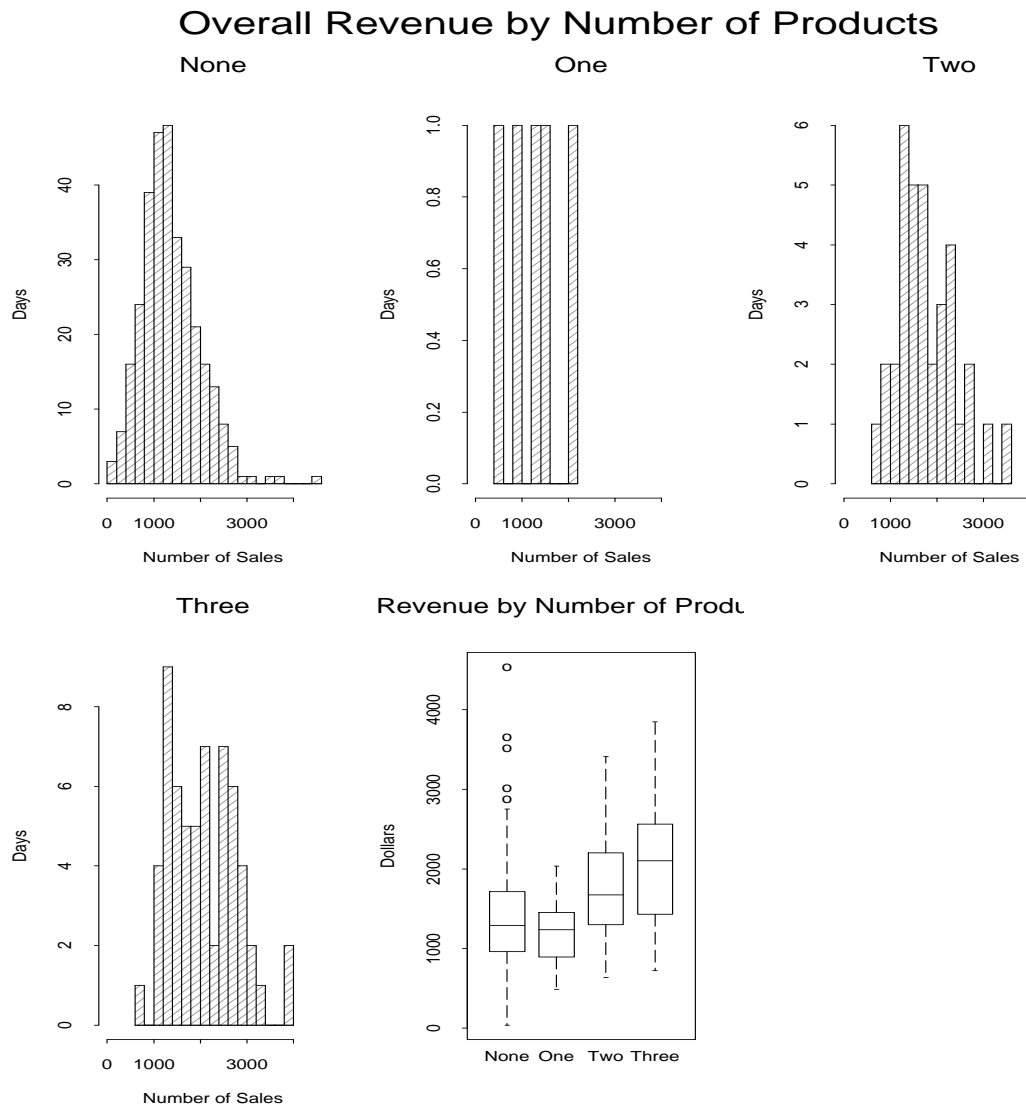 Overall Revenue by Number of Products
None
One
Two
Days
0
10
20
30
40
0
1000
3000
Number of Sales
Days
0.0
0.2
0.4
0.6
0.8
1.0
0
1000
3000
Number of Sales
Days
0
1
2
3
4
5
6
0
1000
3000
Number of Sales
Three
Revenue by Number of Produ
Days
0
2
4
6
8
0
1000
3000
Number of Sales
Dollars
0
1000
2000
3000
4000
None One Two Three